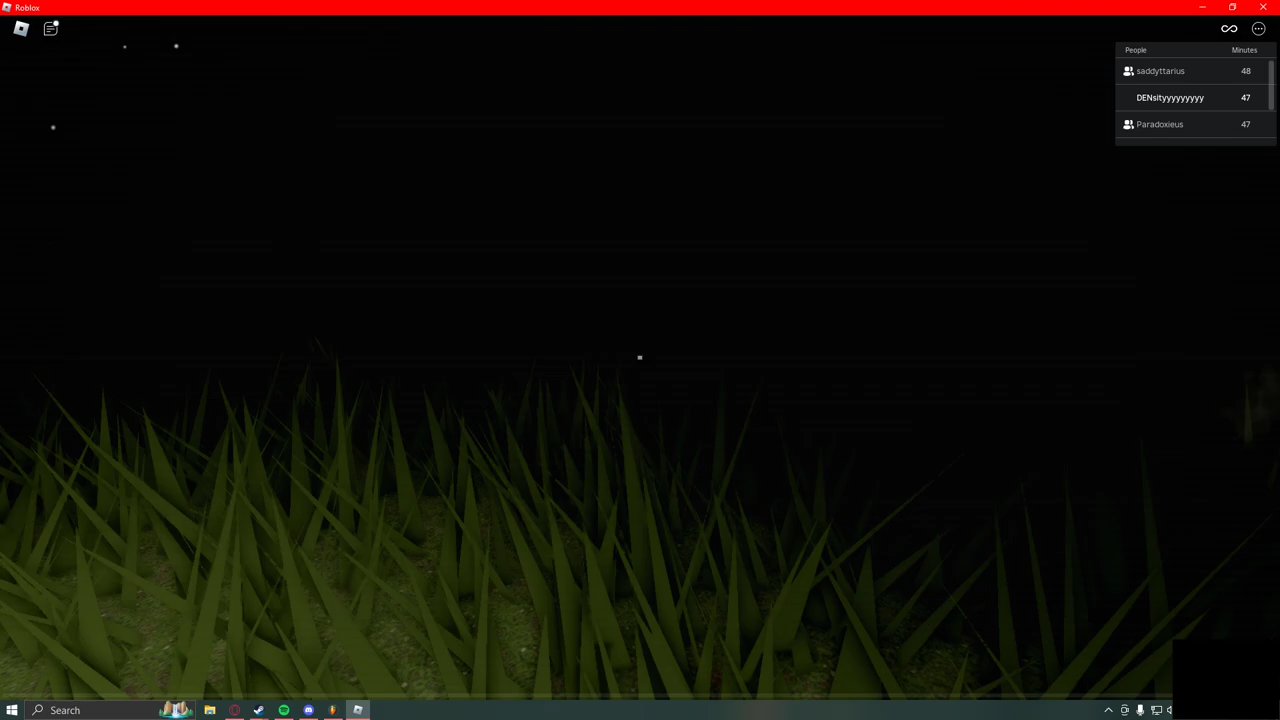 Roblox
People Minutes
saddyttarius 48
DENsityyyyyyyyy 47
Paradoxieus 47
Search